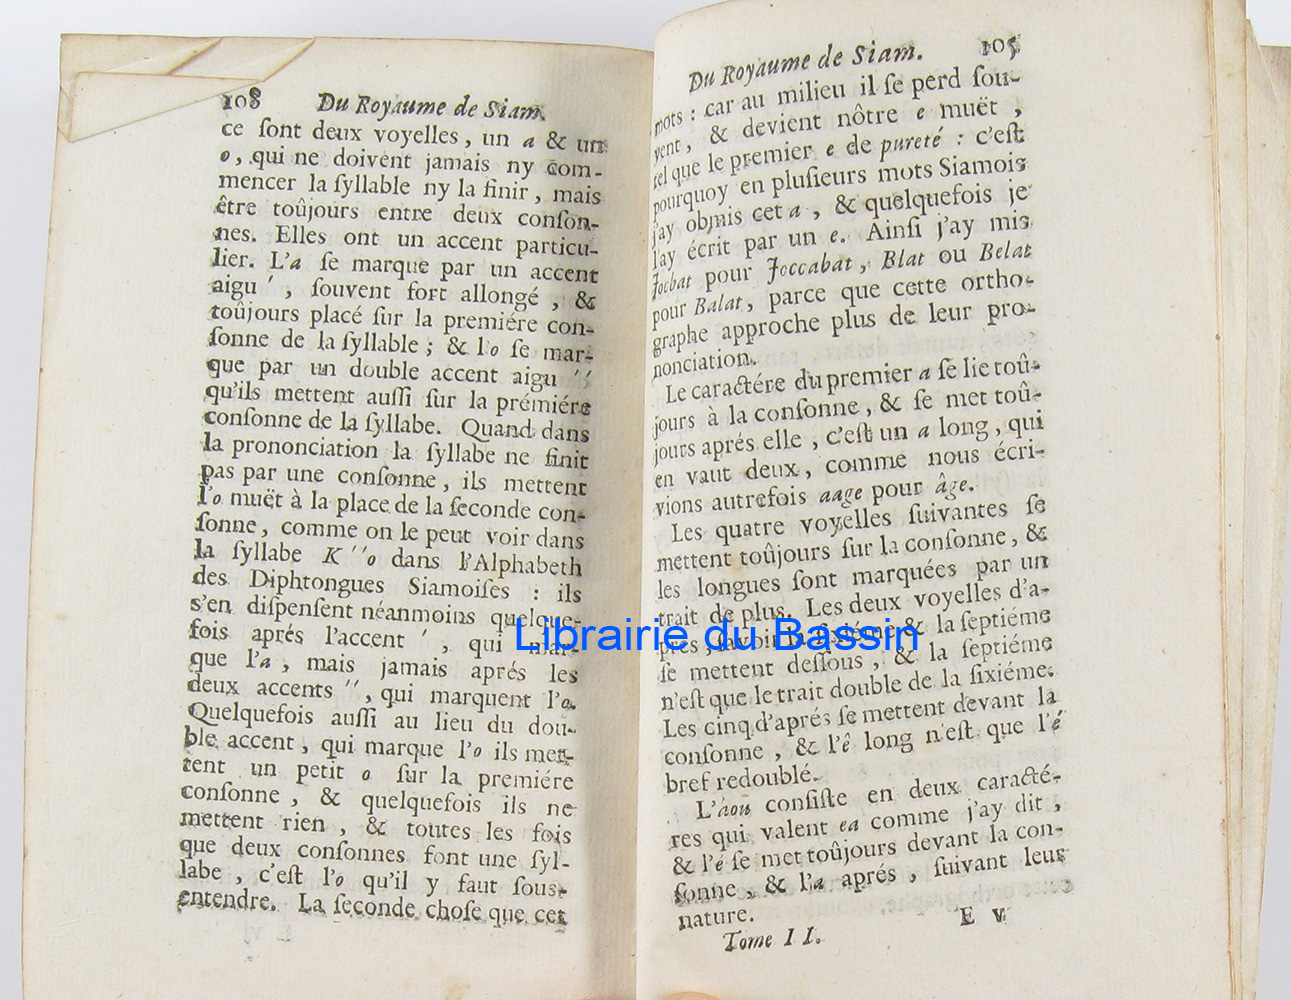 108 Du Royaume de Siam.
ce ſont deux voyelles, un a & un
o, qui ne doivent jamais ny com-
mencer la ſyllable ny la finir, mais
être toûjours entre deux conſon-
nes. Elles ont un accent particu-
lier. L'a ſe marque par un accent
aigu ', ſouvent fort allongé, &
toûjours placé ſur la premiére con-
ſonne de la ſyllable; & l'o ſe mar-
que par un double accent aigu ''
qu'ils mettent auſſi ſur la prémiére
conſonne de la ſyllabe. Quand dans
la prononciation la ſyllabe ne finit
pas par une conſonne, ils mettent
l'o muët à la place de la ſeconde con-
ſonne, comme on le peut voir dans
la ſyllabe K''o dans l'Alphabeth
des Diphtongues Siamoiſes : ils
s'en diſpenſent néanmoins quelque-
fois aprés l'accent ', qui mar-
que l'a, mais jamais aprés les
deux accents '', qui marquent l'o.
Quelquefois auſſi au lieu du dou-
ble accent, qui marque l'o ils met-
tent un petit o ſur la premiére
conſonne, & quelquefois ils ne
mettent rien, & toutes les fois
que deux conſonnes font une ſyl-
labe, c'eſt l'o qu'il y faut ſous-
entendre. La ſeconde choſe que cet
Du Royaume de Siam. 105
mots : car au milieu il ſe perd ſou-
vent, & devient nôtre e muët,
tel que le premier e de pureté : c'eſt
pourquoy en pluſieurs mots Siamois
j'ay obmis cet a, & quelquefois je
l'ay écrit par un e. Ainſi j'ay mis
Jocbat pour Joccabat, Blat ou Belat
pour Balat, parce que cette ortho-
graphe approche plus de leur pro-
nonciation.
Le caractére du premier a ſe lie toû-
jours à la conſonne, & ſe met toû-
jours aprés elle, c'eſt un a long, qui
en vaut deux, comme nous écri-
vions autrefois aage pour âge.
Les quatre voyelles ſuivantes ſe
mettent toûjours ſur la conſonne, &
les longues ſont marquées par un
trait de plus. Les deux voyelles d'a-
prés, ſavoir la ſixiéme & la ſeptiéme
ſe mettent deſſous, & la ſeptiéme
n'eſt que le trait double de la ſixiéme.
Les cinq d'aprés ſe mettent devant la
conſonne, & l'ê long n'eſt que l'é
bref redoublé.
L'aou conſiſte en deux caracté-
res qui valent ea comme j'ay dit,
& l'é ſe met toûjours devant la con-
ſonne, & l'a aprés, ſuivant leur
nature.
Tome II. E v
Librairie du Bassin